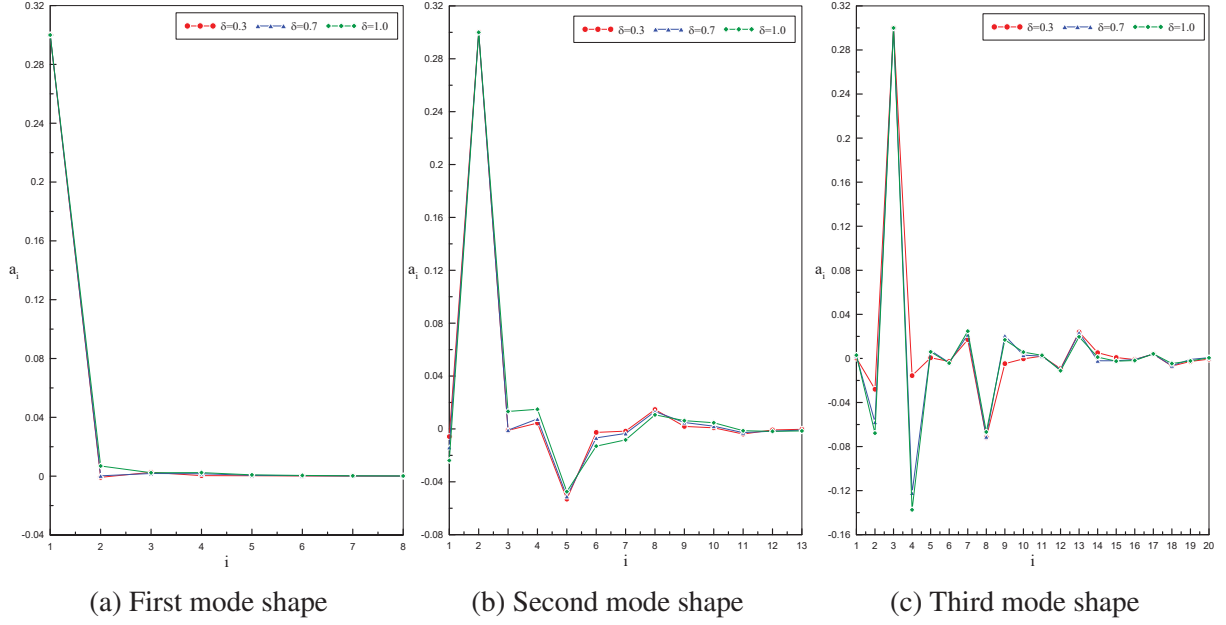 0.32
0.28
0.24
0.2
0.16
0.12
0.08
0.04
0
-0.04
a_i
1 2 3 4 5 6 7 8
i
δ=0.3 δ=0.7 δ=1.0
(a) First mode shape
0.32
0.28
0.24
0.2
0.16
0.12
0.08
0.04
0
-0.04
-0.08
a_i
1 2 3 4 5 6 7 8 9 10 11 12 13
i
δ=0.3 δ=0.7 δ=1.0
(b) Second mode shape
0.32
0.28
0.24
0.2
0.16
0.12
0.08
0.04
0
-0.04
-0.08
-0.12
-0.16
a_i
1 2 3 4 5 6 7 8 9 10 11 12 13 14 15 16 17 18 19 20
i
δ=0.3 δ=0.7 δ=1.0
(c) Third mode shape